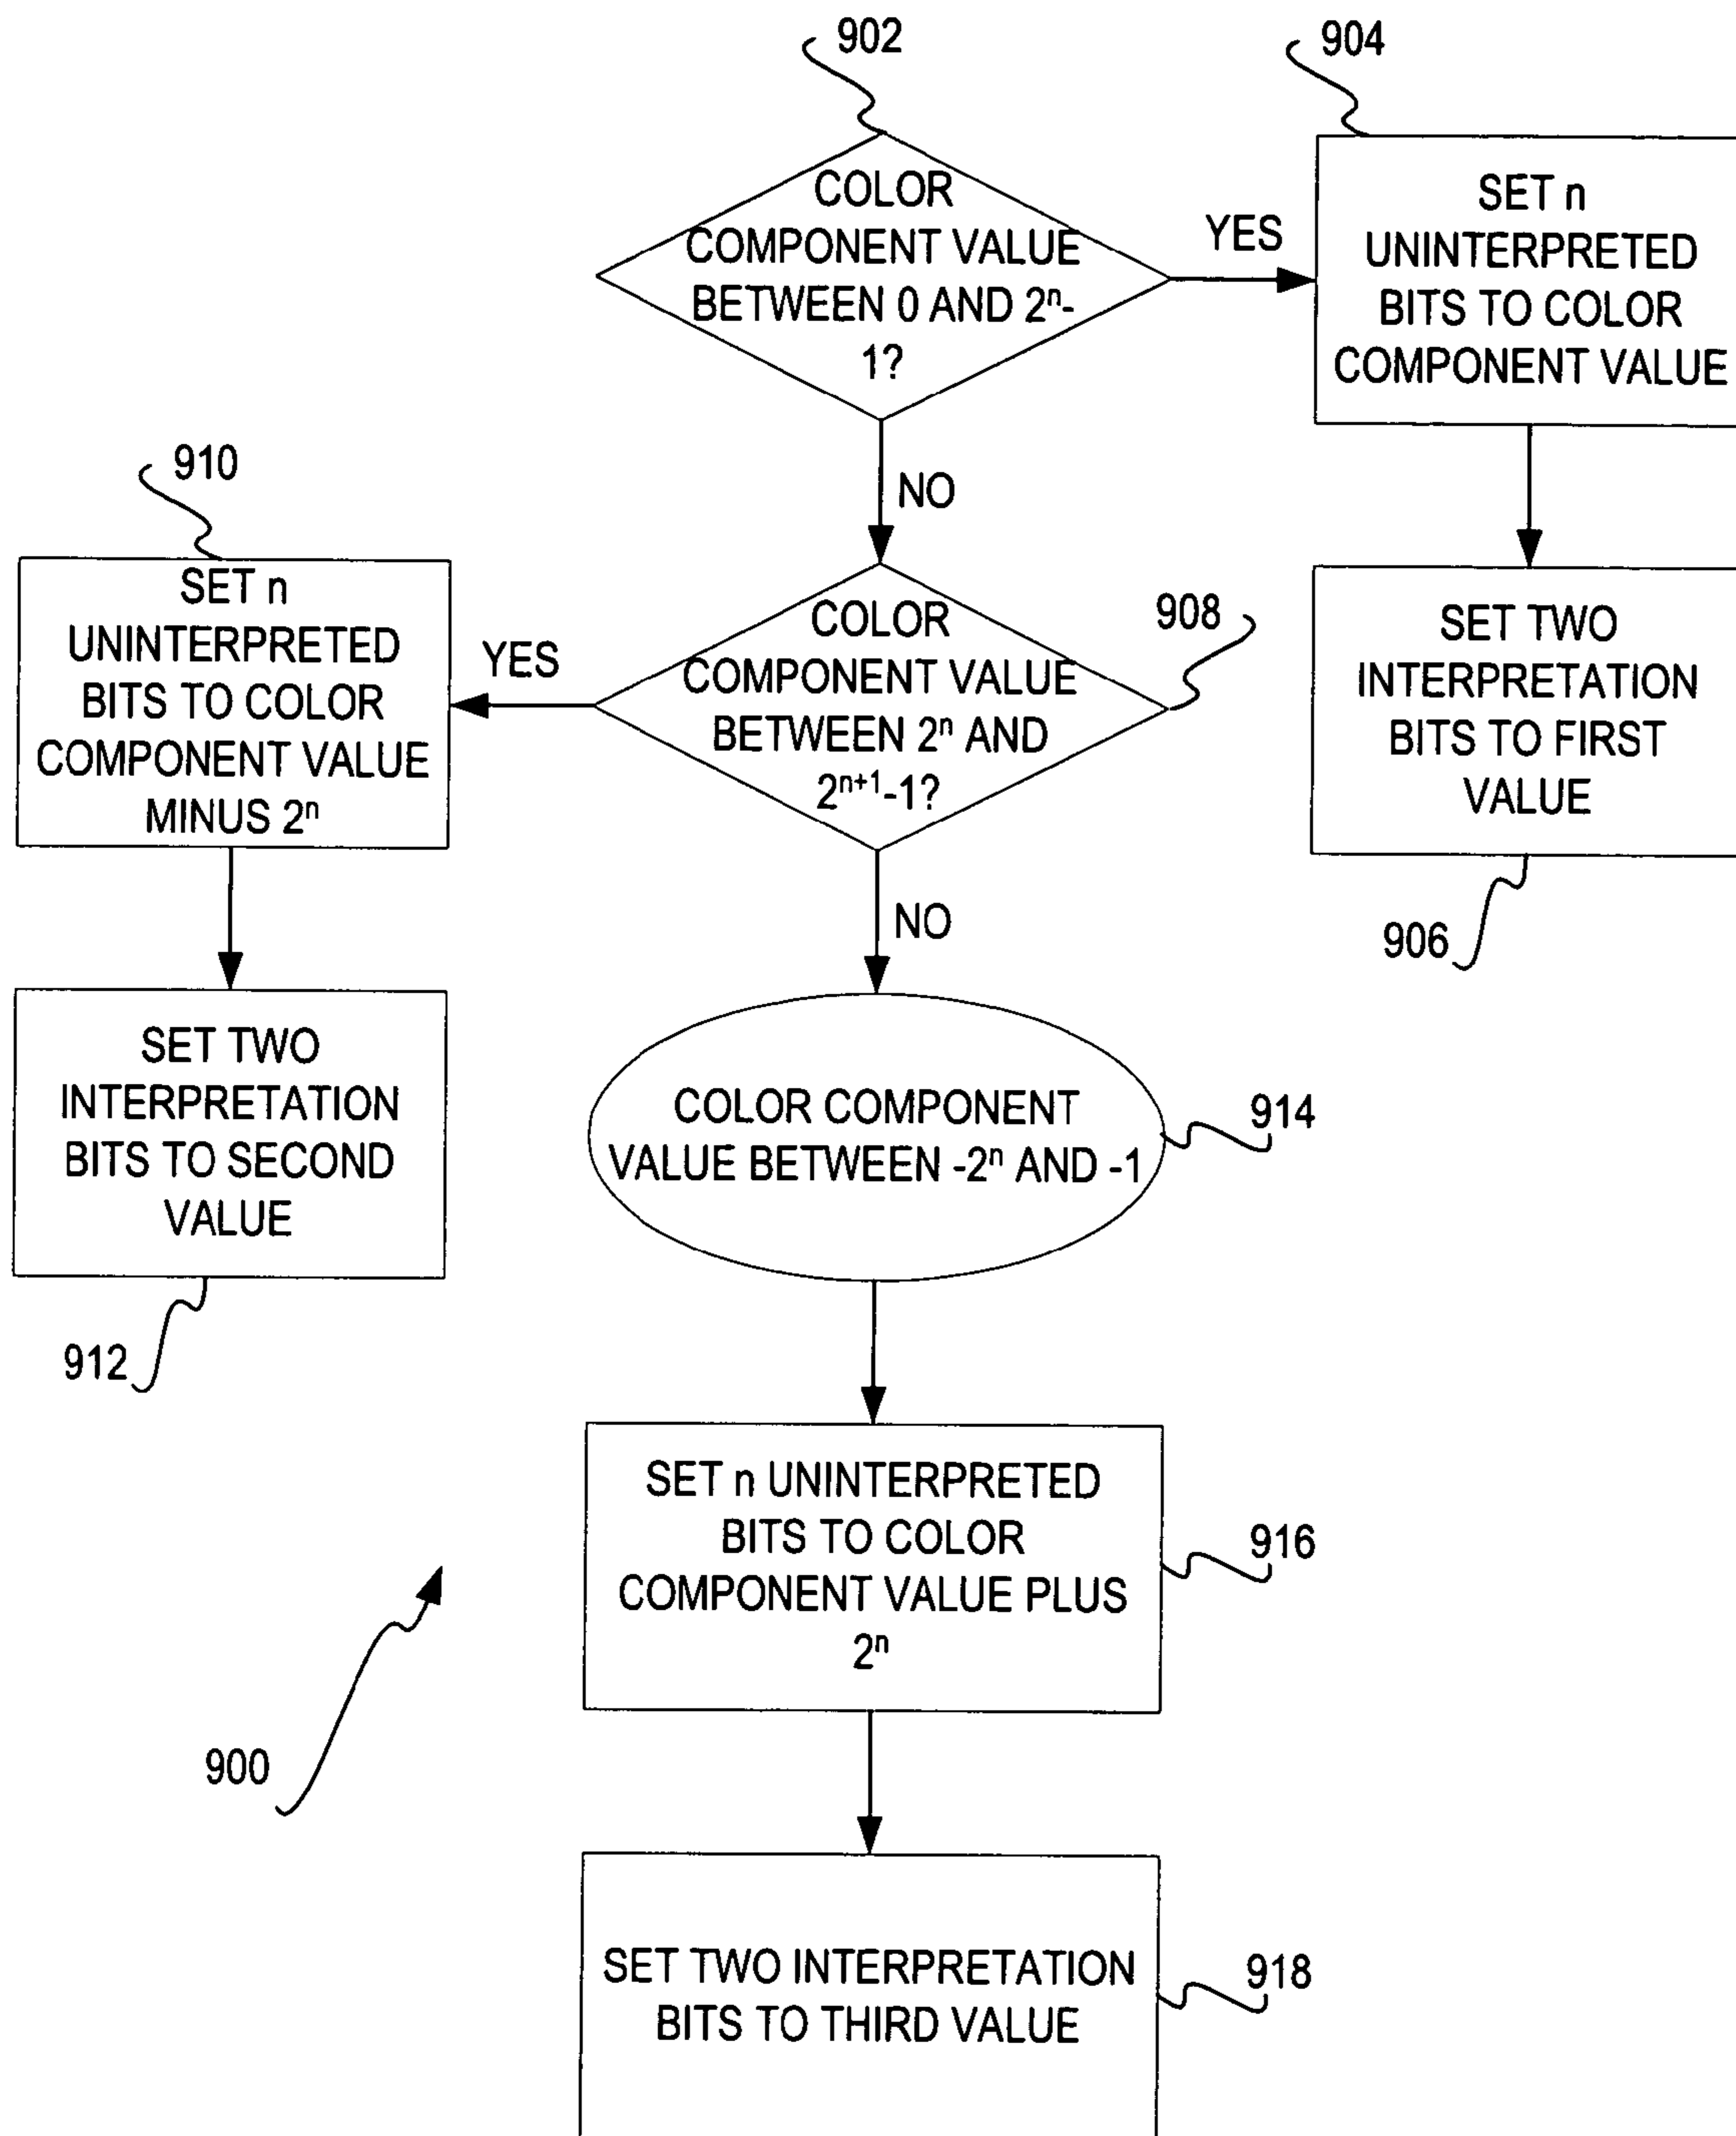 902
COLOR
COMPONENT VALUE
BETWEEN 0 AND 2ⁿ-
1?
YES
904
SET n
UNINTERPRETED
BITS TO COLOR
COMPONENT VALUE
NO
SET TWO
INTERPRETATION
BITS TO FIRST
VALUE
906
908
COLOR
COMPONENT VALUE
BETWEEN 2ⁿ AND
2ⁿ⁺¹-1?
YES
910
SET n
UNINTERPRETED
BITS TO COLOR
COMPONENT VALUE
MINUS 2ⁿ
SET TWO
INTERPRETATION
BITS TO SECOND
VALUE
912
NO
COLOR COMPONENT
VALUE BETWEEN -2ⁿ AND -1
914
SET n UNINTERPRETED
BITS TO COLOR
COMPONENT VALUE PLUS
2ⁿ
916
900
SET TWO INTERPRETATION
BITS TO THIRD VALUE
918